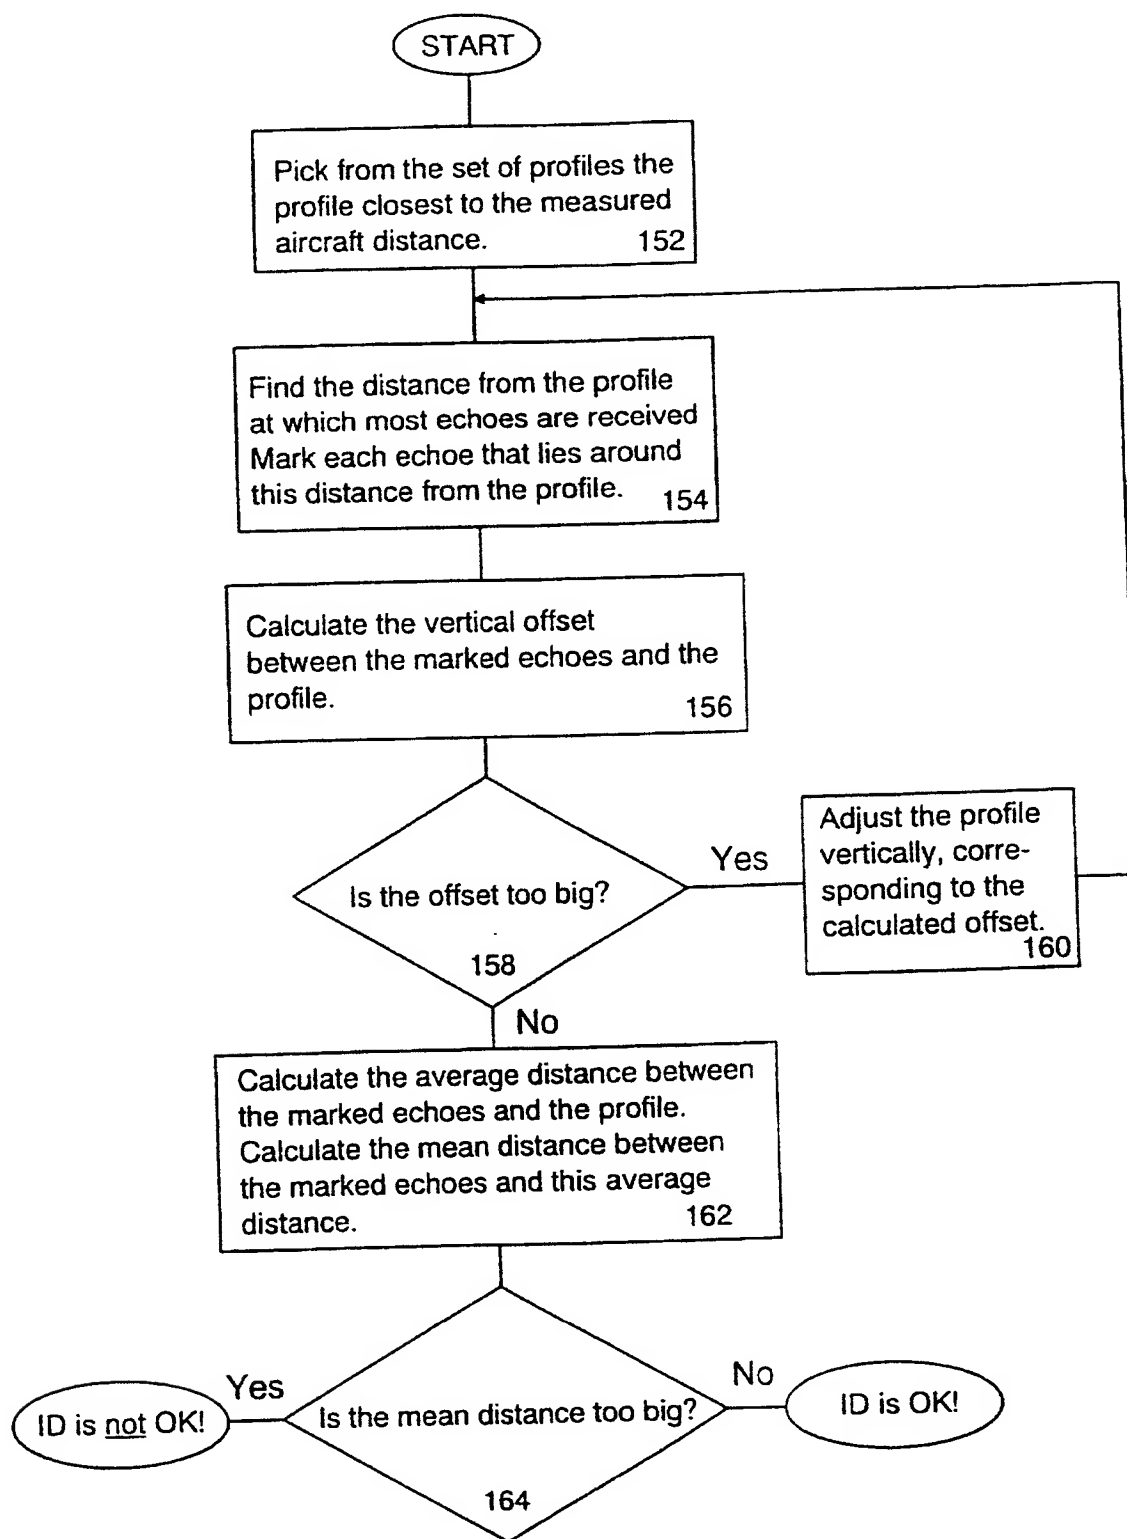 START
Pick from the set of profiles the
profile closest to the measured
aircraft distance.
152
Find the distance from the profile
at which most echoes are received
Mark each echo that lies around
this distance from the profile.
154
Calculate the vertical offset
between the marked echoes and the
profile.
156
Is the offset too big?
158
Yes
Adjust the profile
vertically, corre-
sponding to the
calculated offset.
160
No
Calculate the average distance between
the marked echoes and the profile.
Calculate the mean distance between
the marked echoes and this average
distance.
162
Is the mean distance too big?
164
Yes
ID is not OK!
No
ID is OK!